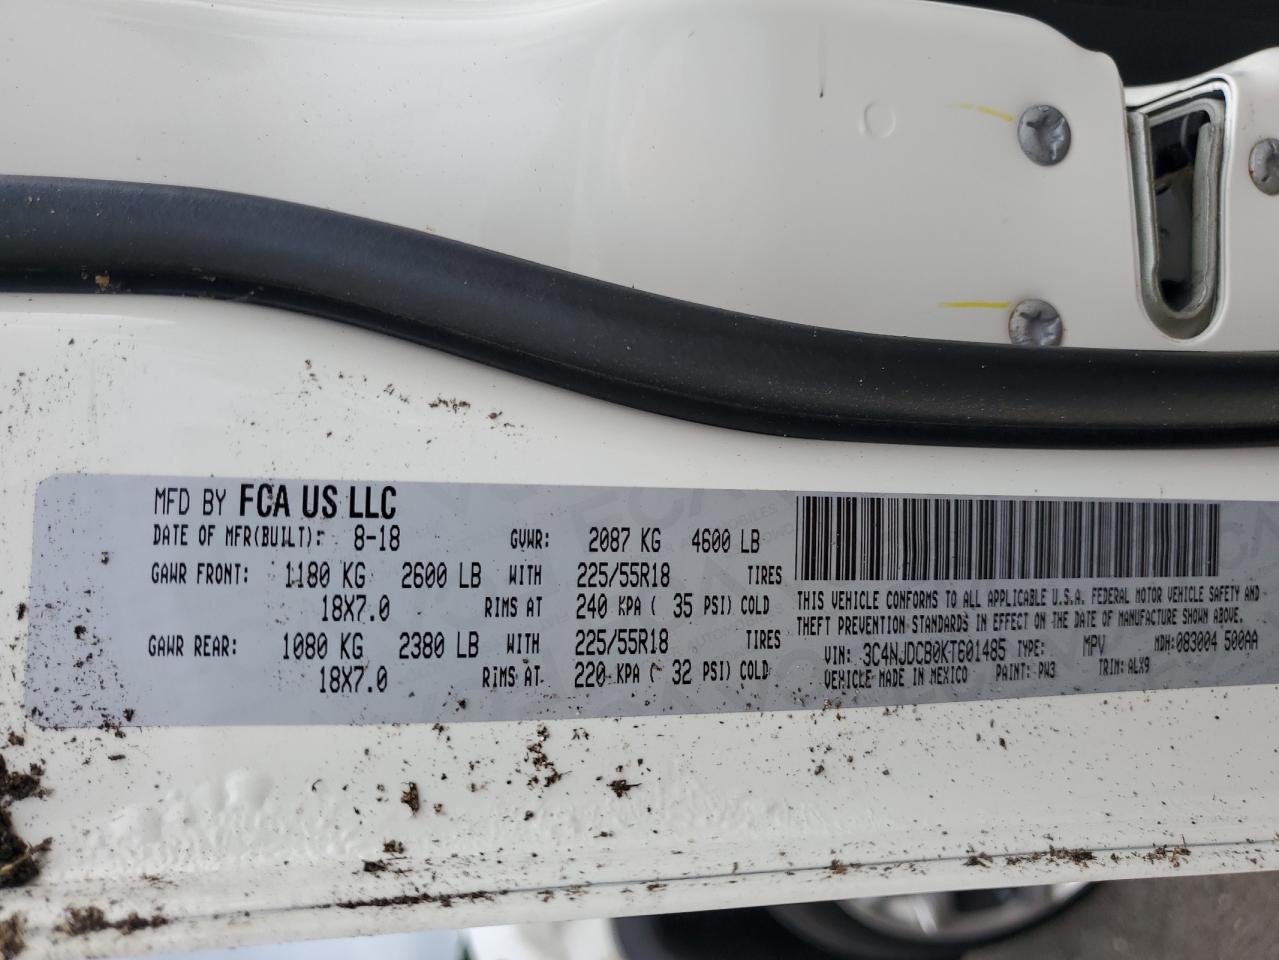 MFD BY FCA US LLC
DATE OF MFR(BUILT): 8-18 GVWR: 2087 KG 4600 LB
GAWR FRONT: 1180 KG 2600 LB WITH 225/55R18 TIRES
18X7.0 RIMS AT 240 KPA ( 35 PSI) COLD
GAWR REAR: 1080 KG 2380 LB WITH 225/55R18 TIRES
18X7.0 RIMS AT 220 KPA ( 32 PSI) COLD
THIS VEHICLE CONFORMS TO ALL APPLICABLE U.S.A. FEDERAL MOTOR VEHICLE SAFETY AND
THEFT PREVENTION STANDARDS IN EFFECT ON THE DATE OF MANUFACTURE SHOWN ABOVE.
VIN: 3C4NJDCB0KT601485 TYPE: MPV MDH:083004 500AA
VEHICLE MADE IN MEXICO PAINT: PW3 TRIM: ALX9